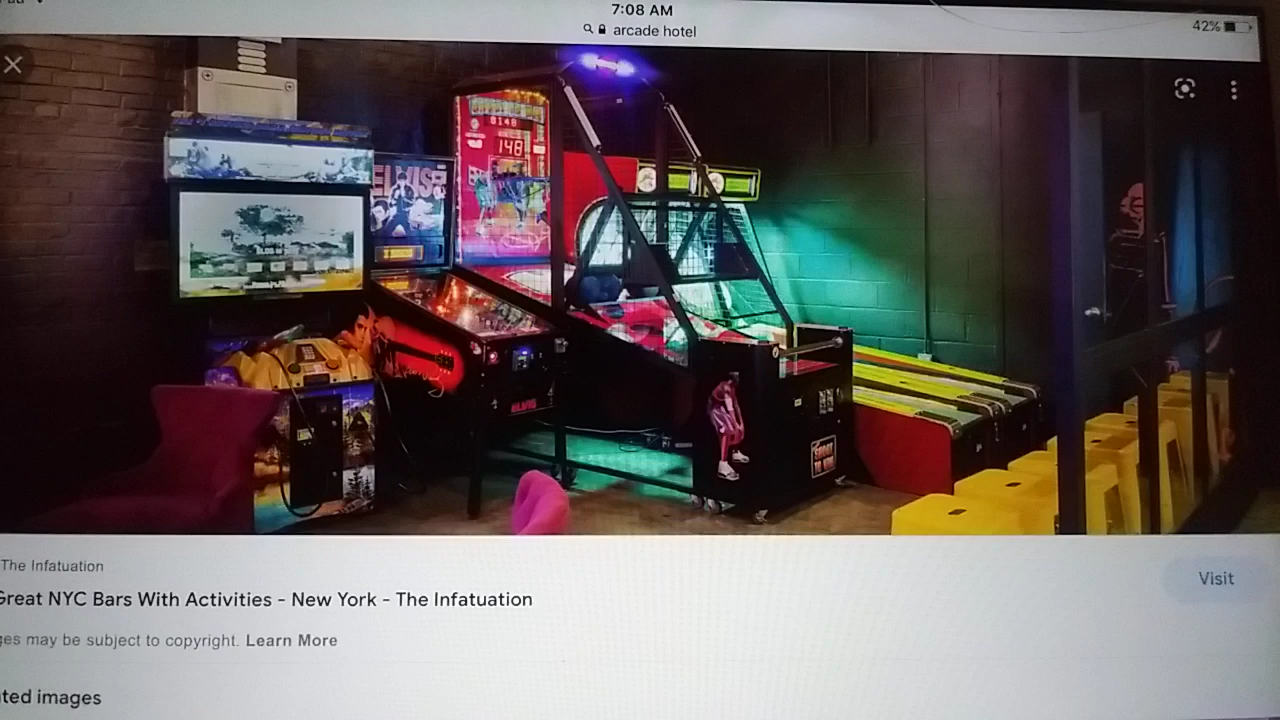 7:08 AM
arcade hotel
42%
ELVIS
8148
148
ELVIS
The Infatuation
Great NYC Bars With Activities - New York - The Infatuation
Visit
ges may be subject to copyright. Learn More
ted images